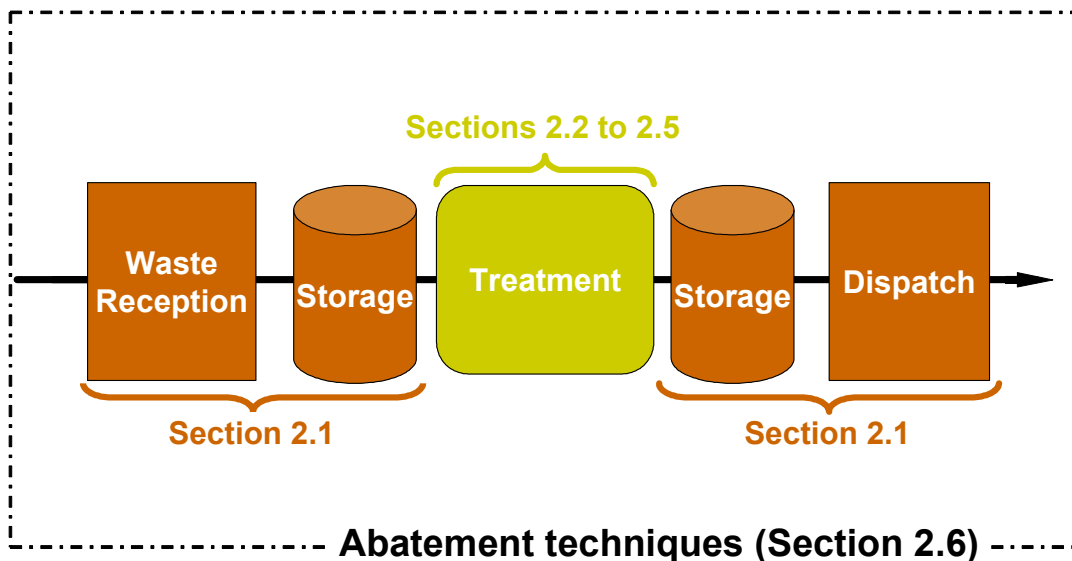 Sections 2.2 to 2.5
Waste
Reception
Storage
Treatment
Storage
Dispatch
Section 2.1
Section 2.1
Abatement techniques (Section 2.6)